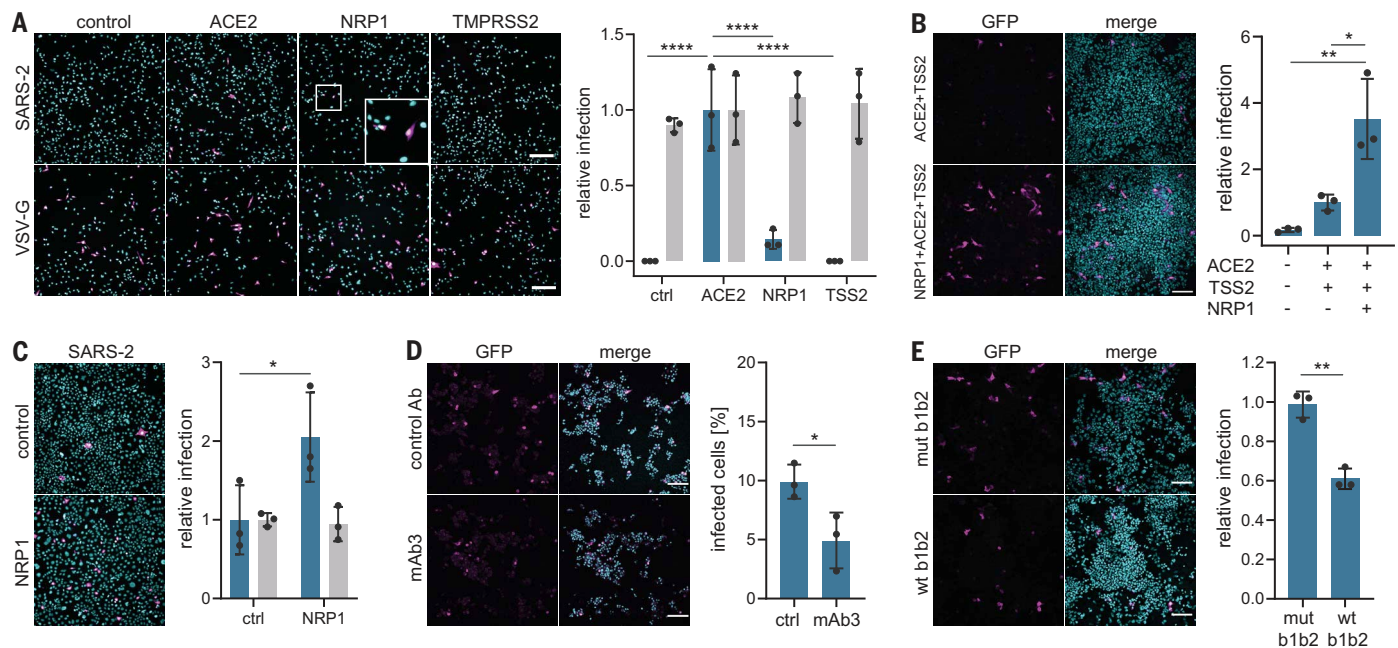 A
control ACE2 NRP1 TMPRSS2
SARS-2
VSV-G
relative infection
1.5
1.0
0.5
0.0
**** **** ****
ctrl ACE2 NRP1 TSS2
B
GFP merge
ACE2+TSS2
NRP1+ACE2+TSS2
relative infection
6
4
2
0
*
**
ACE2 - + +
TSS2 - + +
NRP1 - - +
C
SARS-2
control
NRP1
relative infection
3
2
1
0
*
ctrl NRP1
D
GFP merge
control Ab
mAb3
infected cells [%]
20
15
10
5
0
*
ctrl mAb3
E
GFP merge
mut b1b2
wt b1b2
relative infection
1.2
1.0
0.8
0.6
0.4
0.2
0.0
**
mut wt
b1b2 b1b2